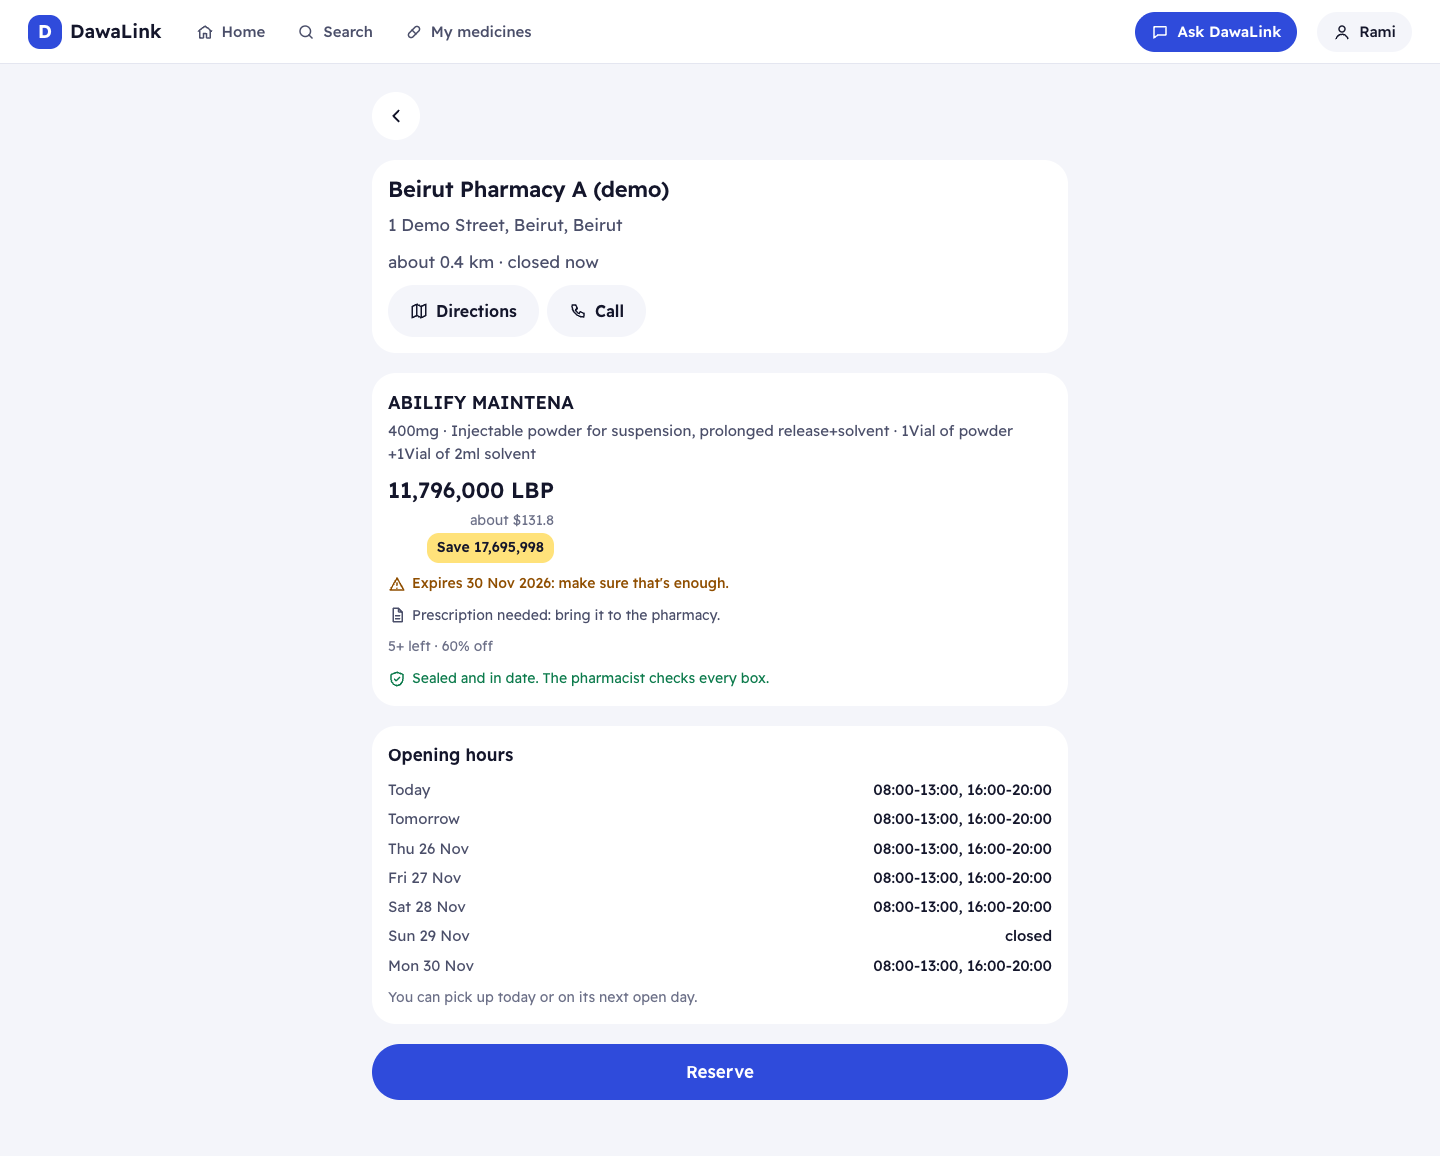 D DawaLink
Home
Search
My medicines
Ask DawaLink
Rami
Beirut Pharmacy A (demo)
1 Demo Street, Beirut, Beirut
about 0.4 km · closed now
Directions
Call
ABILIFY MAINTENA
400mg · Injectable powder for suspension, prolonged release+solvent · 1Vial of powder
+1Vial of 2ml solvent
11,796,000 LBP
about $131.8
Save 17,695,998
Expires 30 Nov 2026: make sure that's enough.
Prescription needed: bring it to the pharmacy.
5+ left · 60% off
Sealed and in date. The pharmacist checks every box.
Opening hours
Today 08:00-13:00, 16:00-20:00
Tomorrow 08:00-13:00, 16:00-20:00
Thu 26 Nov 08:00-13:00, 16:00-20:00
Fri 27 Nov 08:00-13:00, 16:00-20:00
Sat 28 Nov 08:00-13:00, 16:00-20:00
Sun 29 Nov closed
Mon 30 Nov 08:00-13:00, 16:00-20:00
You can pick up today or on its next open day.
Reserve